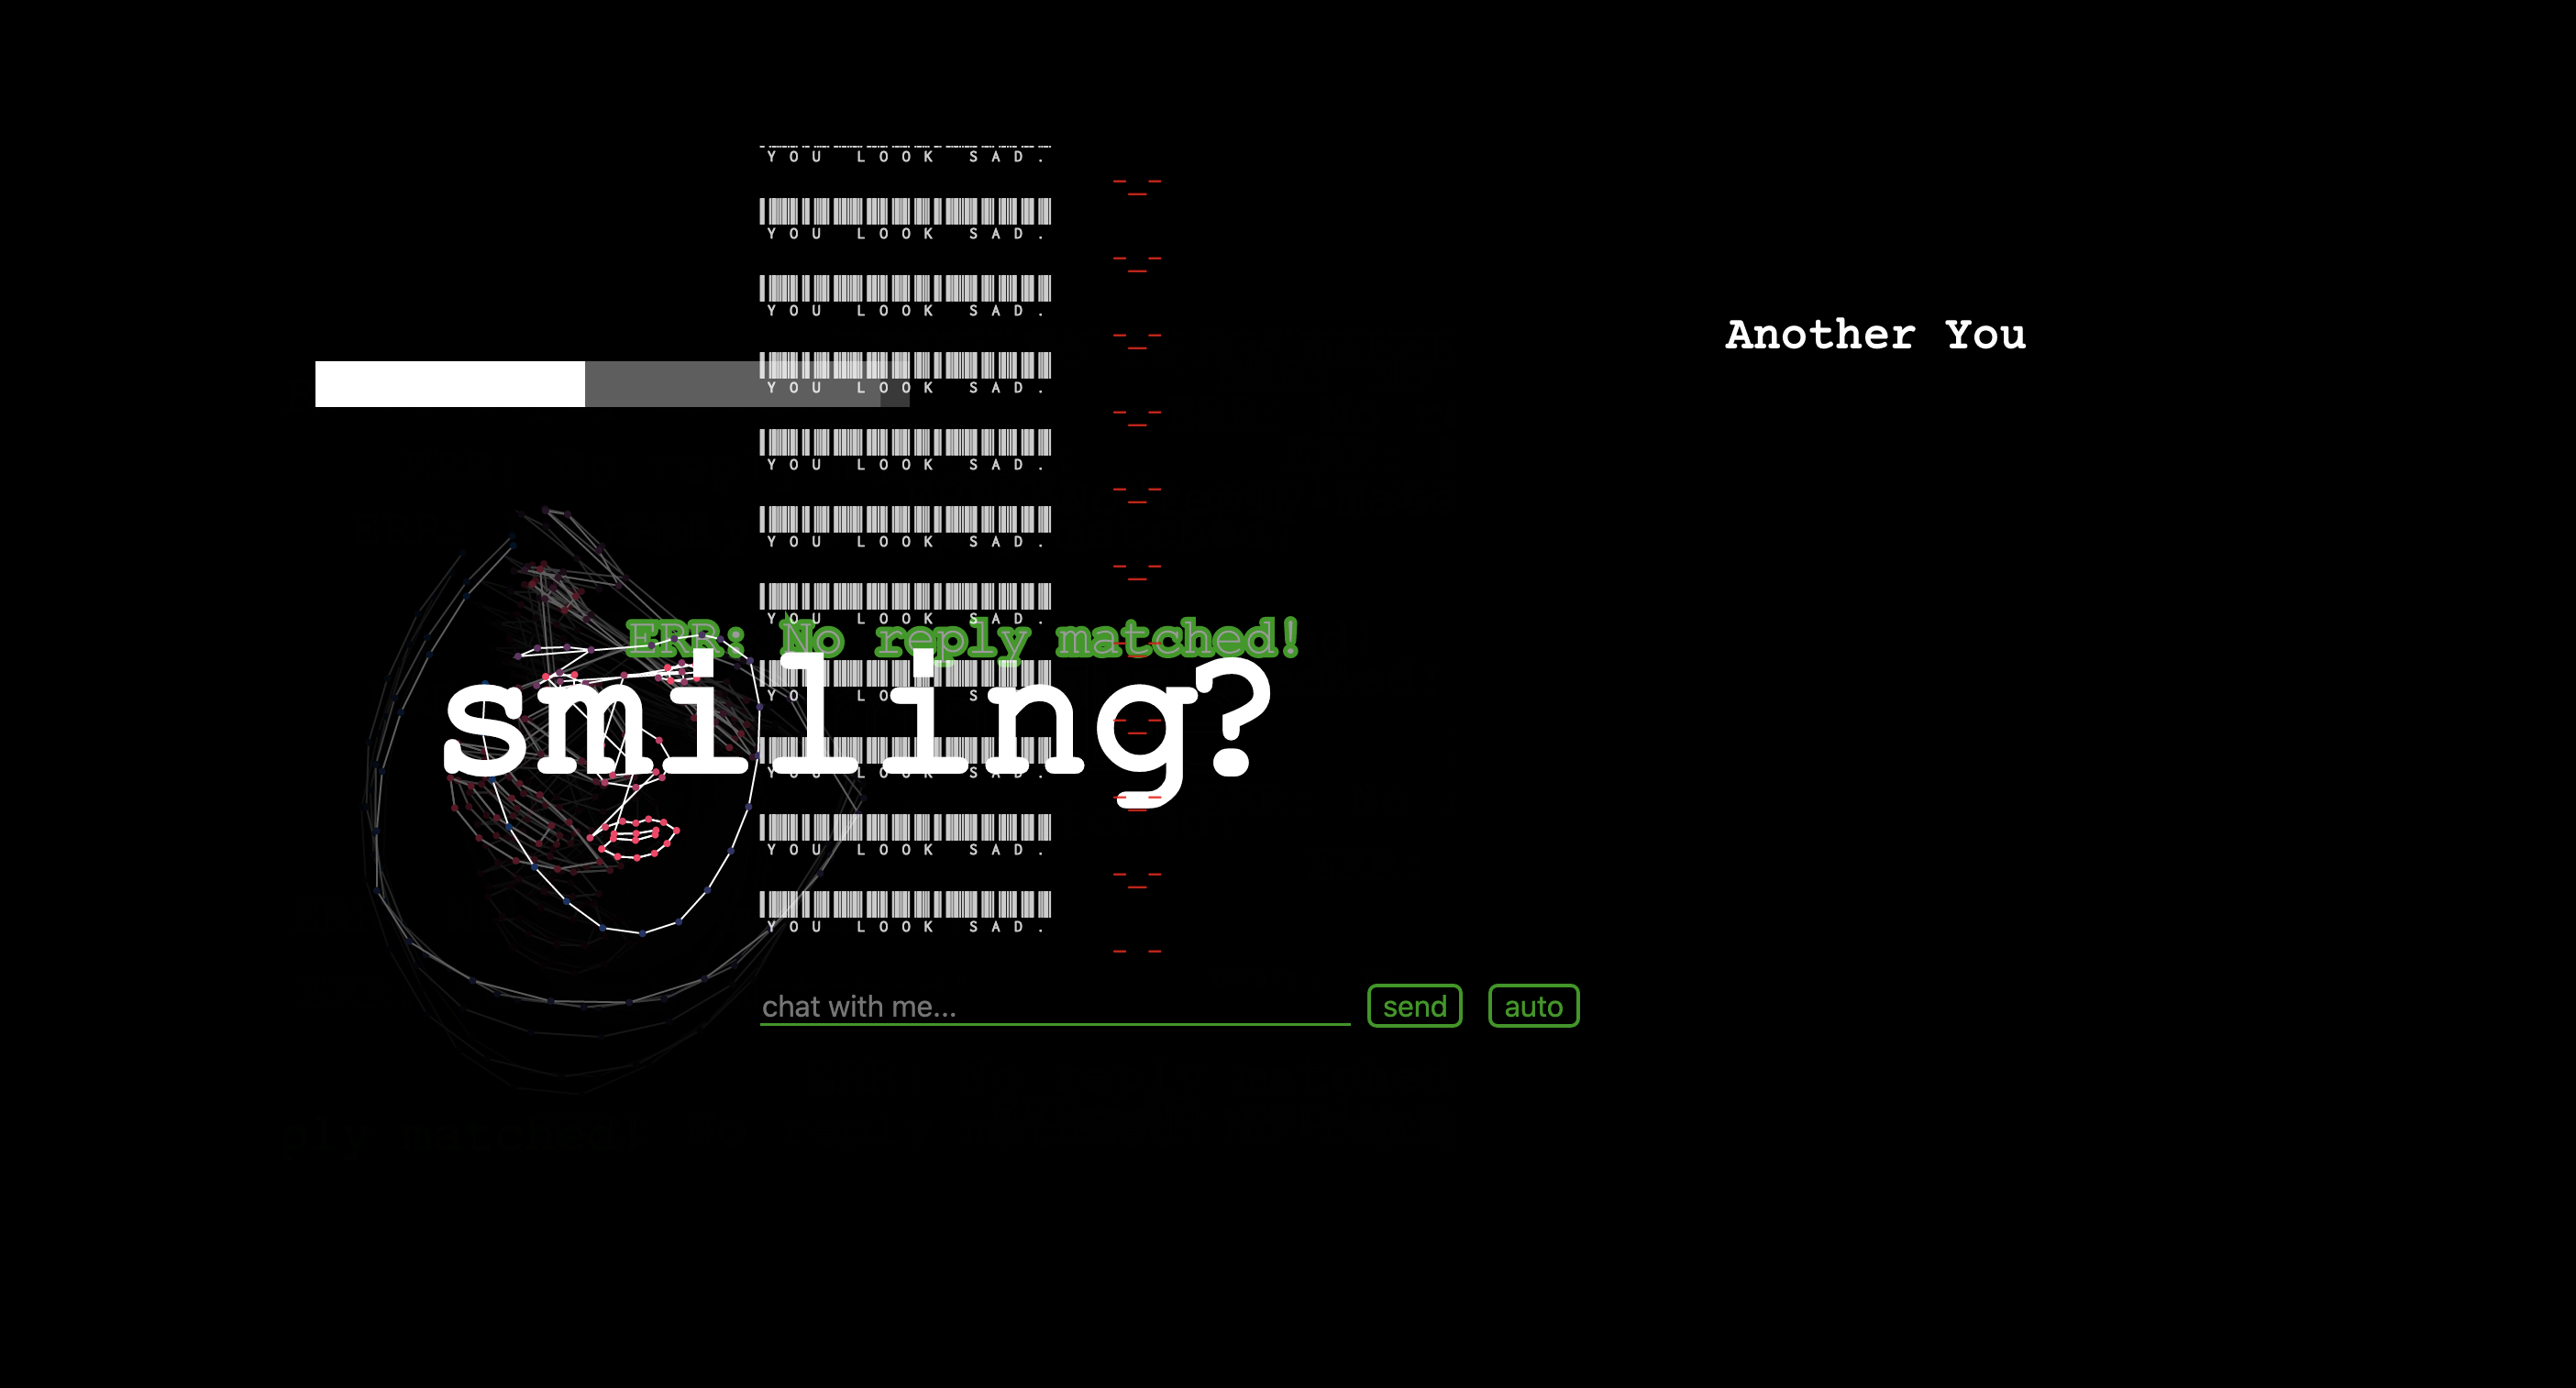 YOU LOOK SAD.
-_-
YOU LOOK SAD.
-_-
Another You
YOU LOOK SAD.
-_-
YOU LOOK SAD.
-_-
YOU LOOK SAD.
-_-
YOU LOOK SAD.
-_-
YOU LOOK SAD.
ERR: No reply matched!
-_-
YOU LOOK S
smiling?
-_-
YOU LOOK SAD.
-_-
YOU LOOK SAD.
-_-
YOU LOOK SAD.
- -
chat with me...
send
auto
ply matched